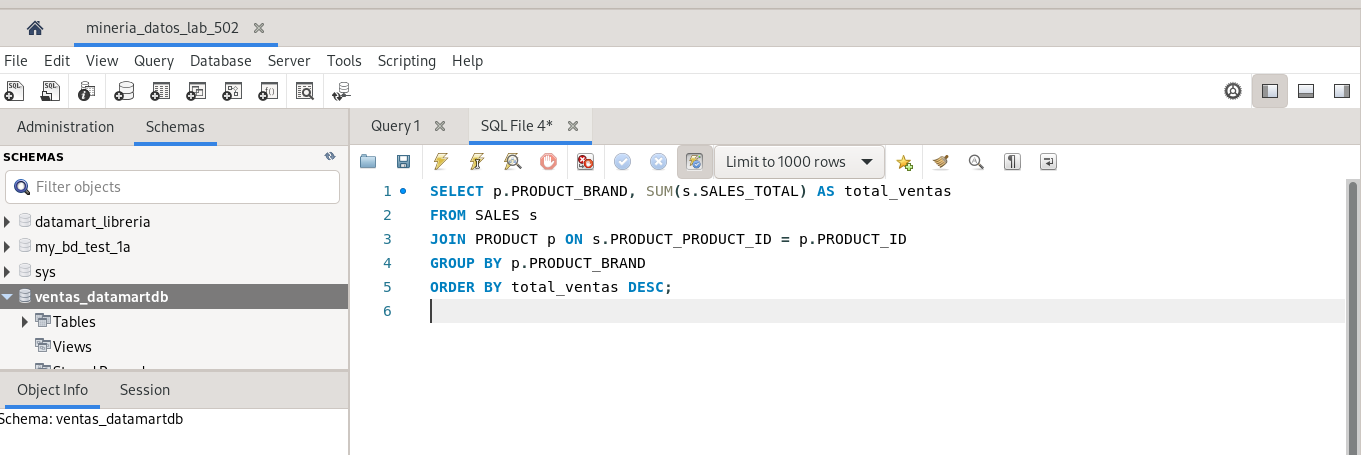 mineria_datos_lab_502
File Edit View Query Database Server Tools Scripting Help
Administration Schemas
SCHEMAS
Filter objects
datamart_libreria
my_bd_test_1a
sys
ventas_datamartdb
Tables
Views
Object Info Session
Schema: ventas_datamartdb
Query 1 SQL File 4*
Limit to 1000 rows
1 SELECT p.PRODUCT_BRAND, SUM(s.SALES_TOTAL) AS total_ventas
2 FROM SALES s
3 JOIN PRODUCT p ON s.PRODUCT_PRODUCT_ID = p.PRODUCT_ID
4 GROUP BY p.PRODUCT_BRAND
5 ORDER BY total_ventas DESC;
6